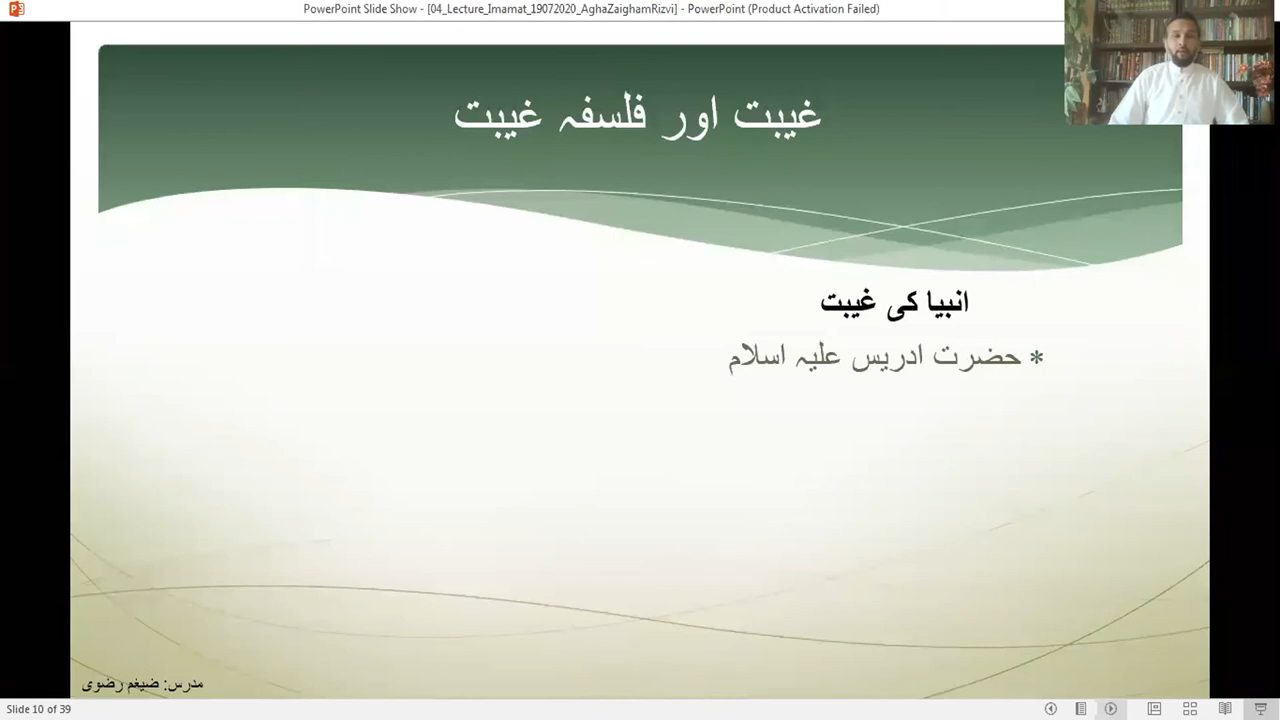 PowerPoint Slide Show - [04_Lecture_Imamat_19072020_AghaZaighamRizvi] - PowerPoint (Product Activation Failed)
غیبت اور فلسفہ غیبت
انبیا کی غیبت
* حضرت ادریس علیہ اسلام
مدرس: ضیغم رضوی
Slide 10 of 39